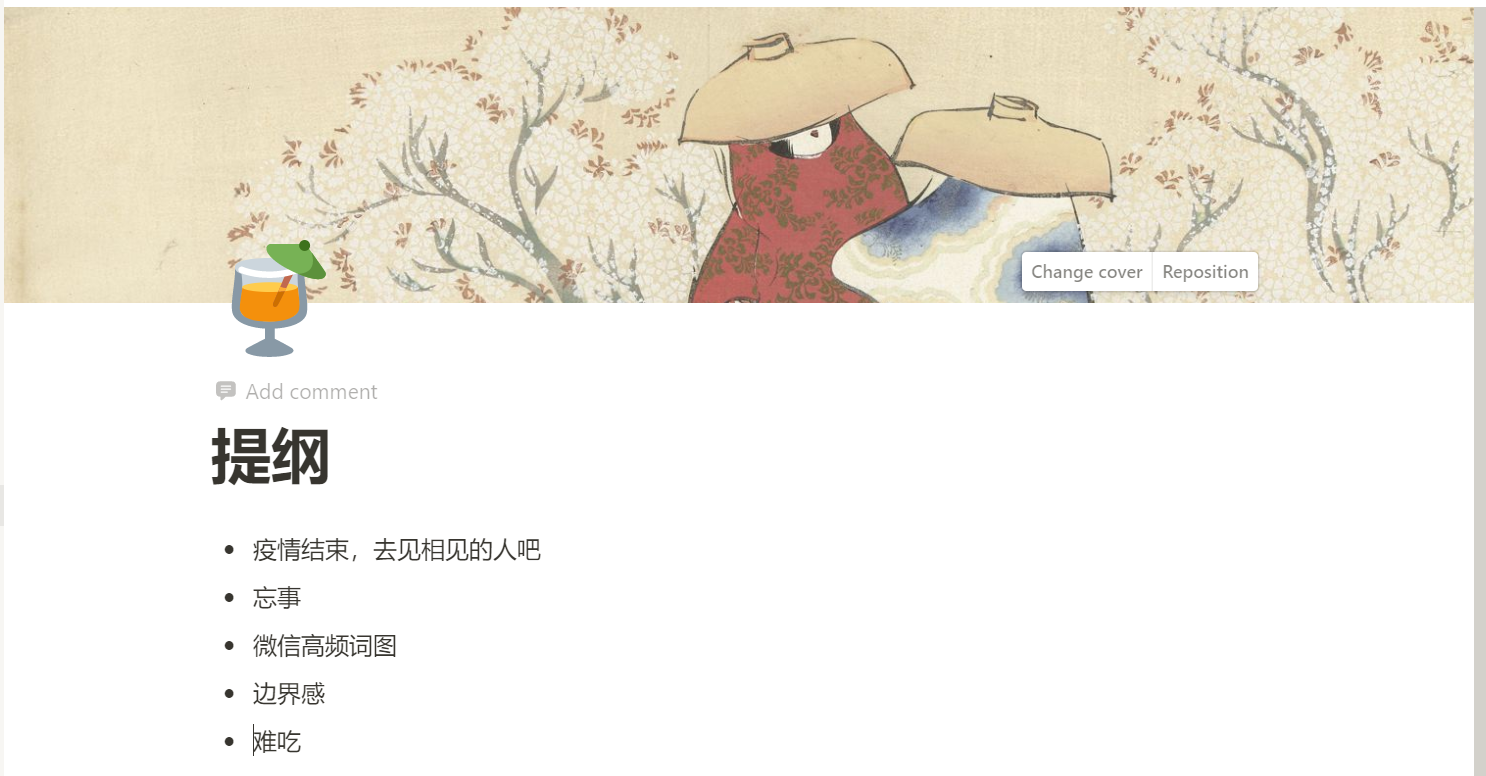 Change cover Reposition
Add comment
提纲
疫情结束，去见相见的人吧
忘事
微信高频词图
边界感
难吃